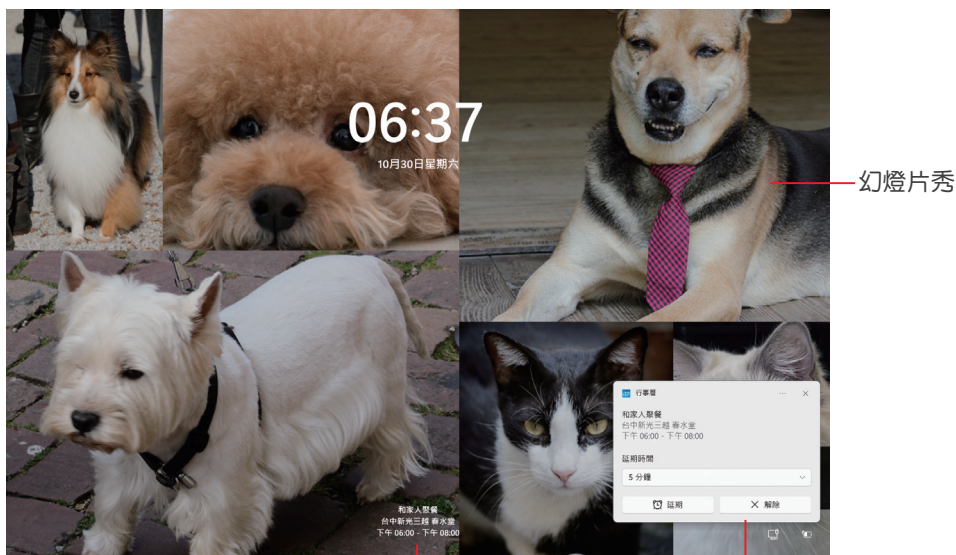 06:37
10月30日星期六
幻燈片秀
行事曆
和家人聚餐
台中新光三越 春水堂
下午 06:00 - 下午 08:00
延期時間
5 分鐘
延期
解除
和家人聚餐
台中新光三越 春水堂
下午 06:00 - 下午 08:00